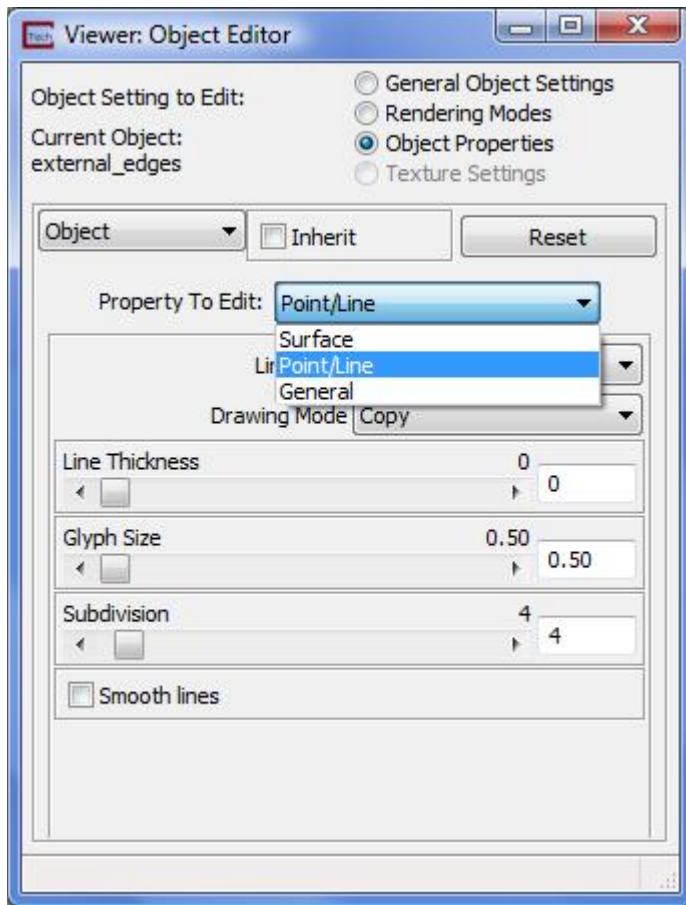 Tech Viewer: Object Editor
Object Setting to Edit:
General Object Settings
Rendering Modes
Current Object:
external_edges
Object Properties
Texture Settings
Object
Inherit
Reset
Property To Edit: Point/Line
Surface
Point/Line
General
Drawing Mode Copy
Line Thickness 0
0
Glyph Size 0.50
0.50
Subdivision 4
4
Smooth lines